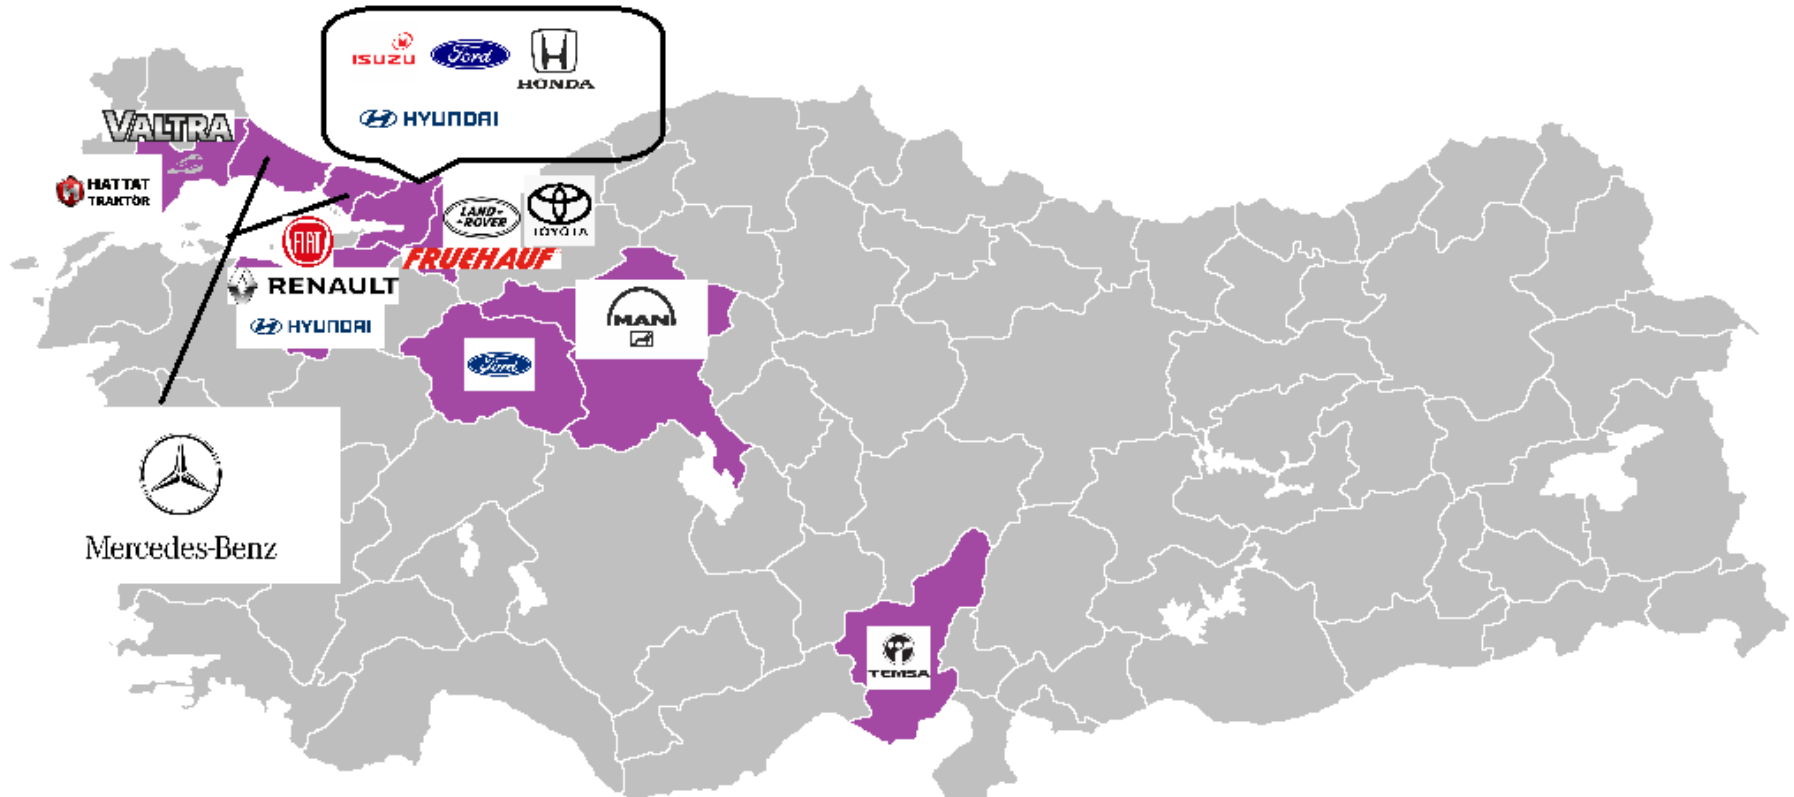 ISUZU Ford HONDA
HYUNDAI
VALTRA
HATTAT
TRAKTÖR
LAND-
-ROVER
TOYOTA
FIAT
FRUEHAUF
RENAULT
HYUNDAI
MAN
Ford
Mercedes-Benz
TEMSA